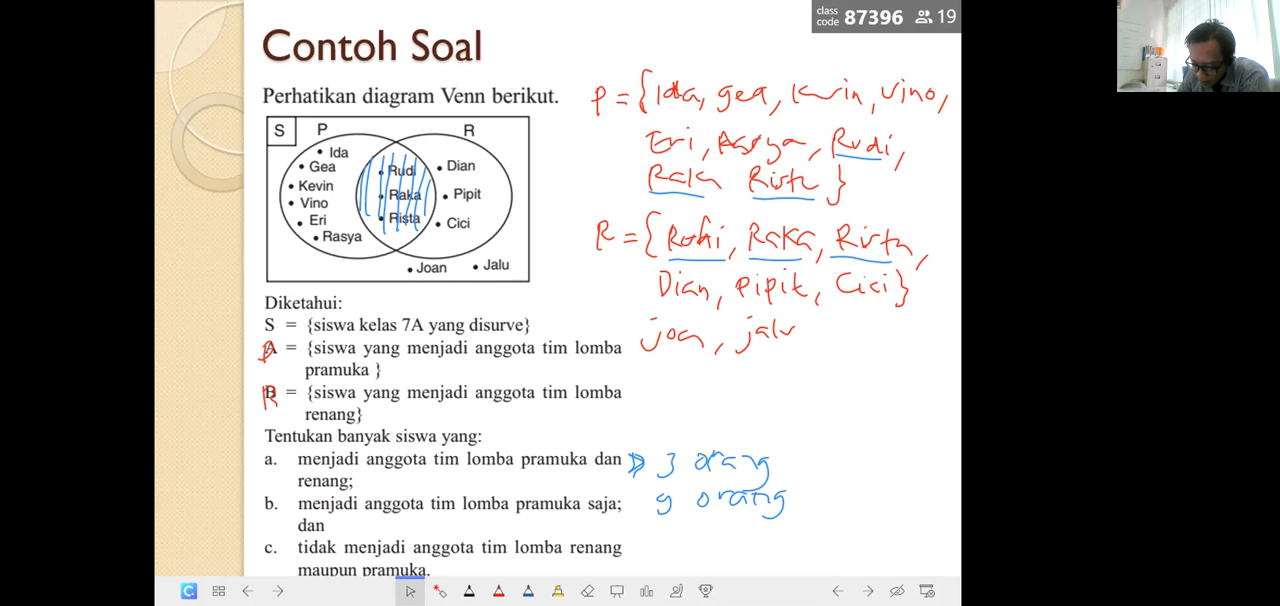 class code 87396 19
Contoh Soal
Perhatikan diagram Venn berikut.
S P R
Ida
Gea
Kevin
Vino
Eri
Rasya
Rudi
Raka
Rista
Dian
Pipit
Cici
Joan
Jalu
Diketahui:
S = {siswa kelas 7A yang disurve}
A = {siswa yang menjadi anggota tim lomba
pramuka }
B = {siswa yang menjadi anggota tim lomba
renang}
Tentukan banyak siswa yang:
a. menjadi anggota tim lomba pramuka dan
renang;
b. menjadi anggota tim lomba pramuka saja;
dan
c. tidak menjadi anggota tim lomba renang
maupun pramuka.
P = {Ida, gea, Kevin, Vino,
Eri, Rudi,
Raka Rista }
R = { Rudi, Raka, Rista,
Dian, Pipit, Cici}
joan, jalu
3 orang
9 orang
P
R